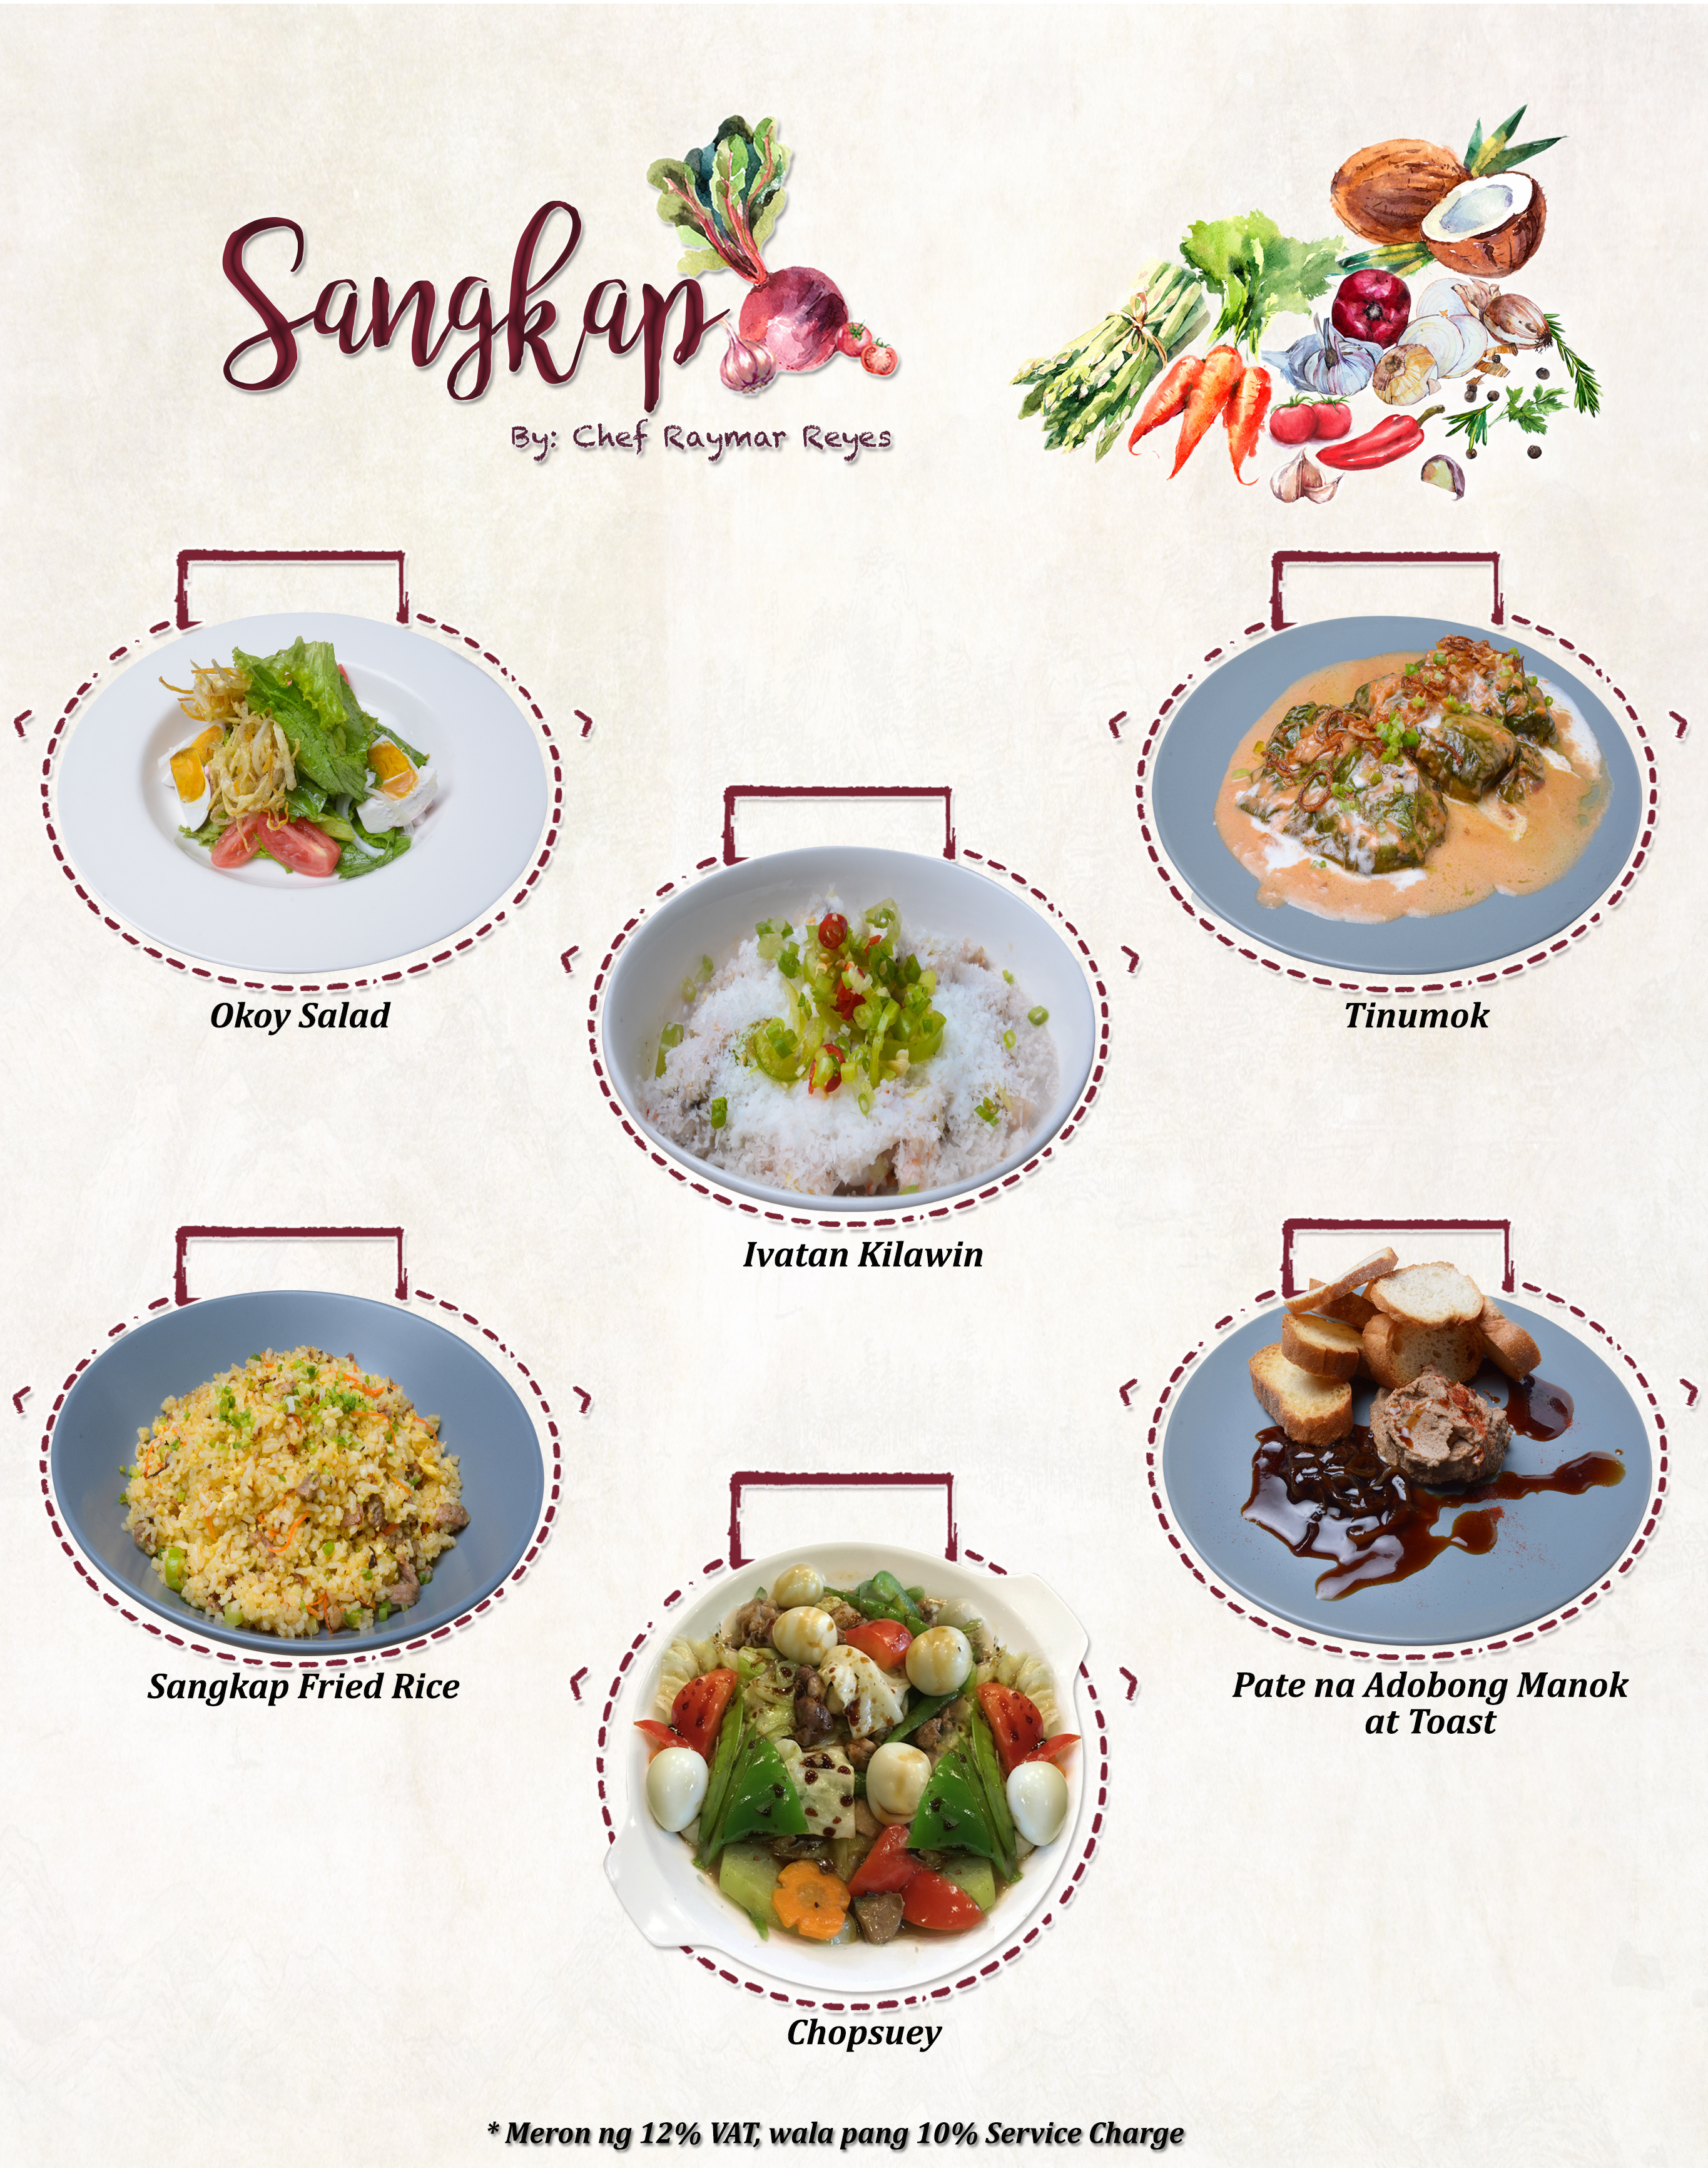 Sangkap
By: Chef Raymar Reyes
Okoy Salad
Tinumok
Ivatan Kilawin
Sangkap Fried Rice
Pate na Adobong Manok
at Toast
Chopsuey
* Meron ng 12% VAT, wala pang 10% Service Charge